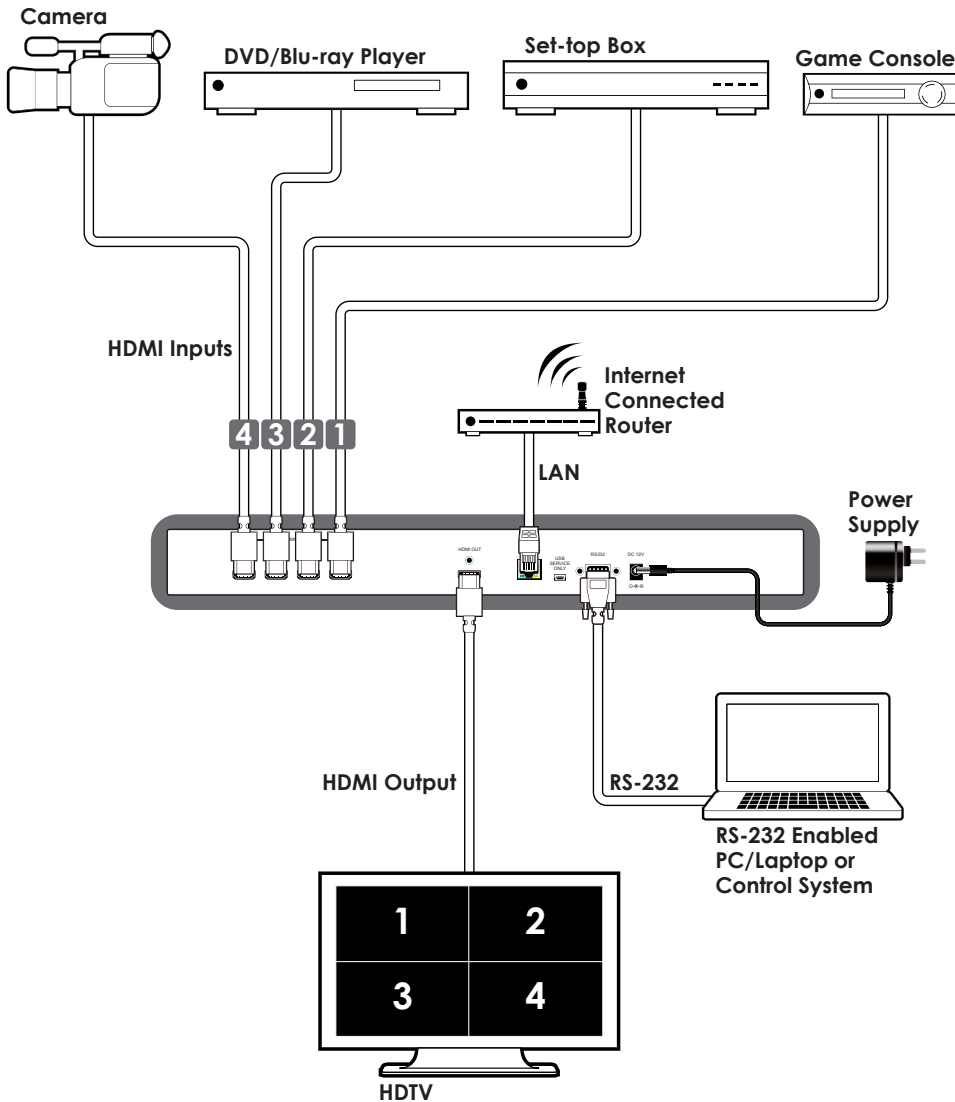 Camera
DVD/Blu-ray Player
Set-top Box
Game Console
HDMI Inputs
4 3 2 1
Internet
Connected
Router
LAN
Power
Supply
HDMI OUT
USB
SERVICE
ONLY
RS232
DC 12V
HDMI Output
RS-232
RS-232 Enabled
PC/Laptop or
Control System
1 2
3 4
HDTV